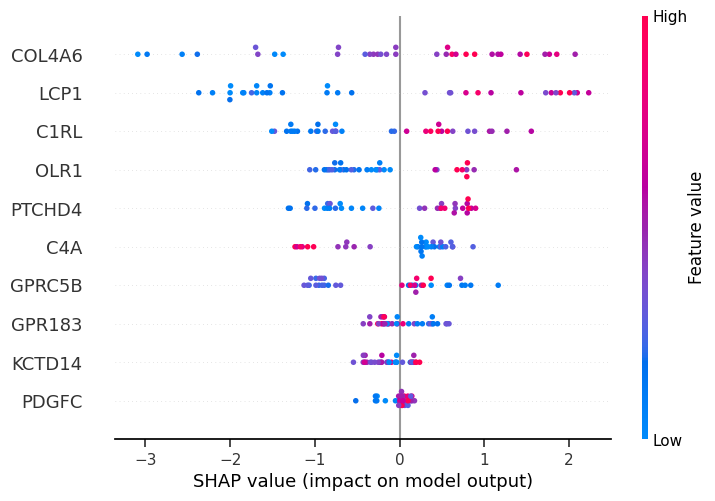 High
COL4A6
LCP1
C1RL
OLR1
PTCHD4
C4A
GPRC5B
GPR183
KCTD14
PDGFC
Feature value
Low
−3 −2 −1 0 1 2
SHAP value (impact on model output)